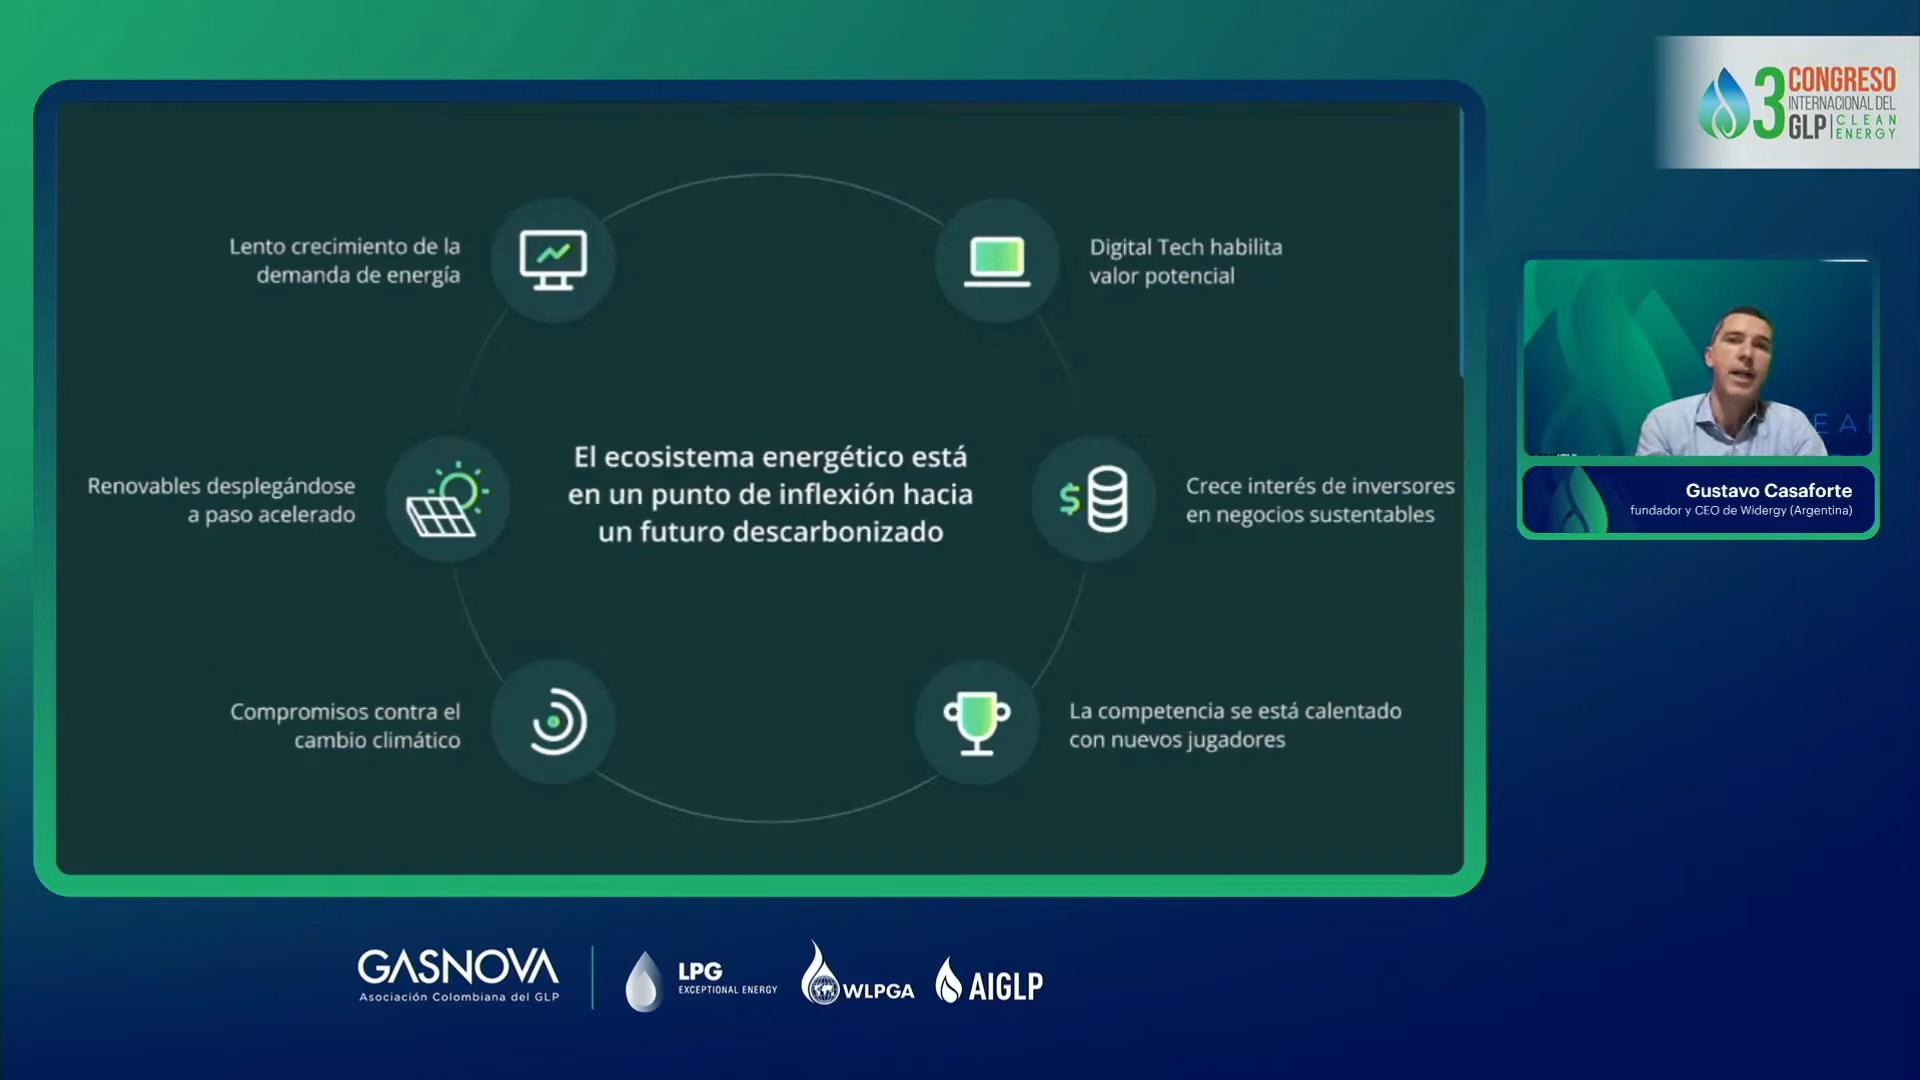 3 CONGRESO
INTERNACIONAL DEL
GLP CLEAN
ENERGY
Lento crecimiento de la
demanda de energía
Digital Tech habilita
valor potencial
Renovables desplegándose
a paso acelerado
El ecosistema energético está
en un punto de inflexión hacia
un futuro descarbonizado
Crece interés de inversores
en negocios sustentables
Compromisos contra el
cambio climático
La competencia se está calentado
con nuevos jugadores
Gustavo Casaforte
fundador y CEO de Widergy (Argentina)
GASNOVA
Asociación Colombiana del GLP
LPG
EXCEPTIONAL ENERGY
WLPGA
AIGLP